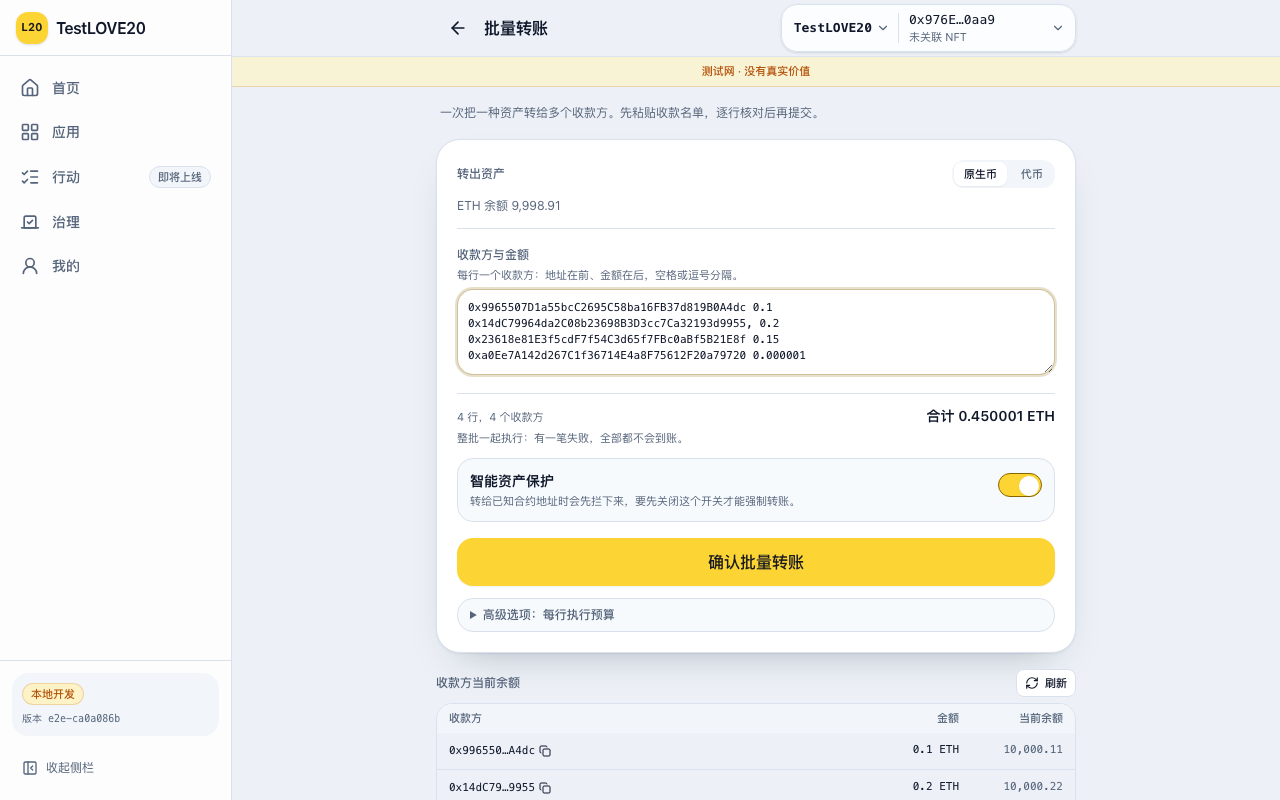 L20 TestLOVE20
首页
应用
行动 即将上线
治理
我的
本地开发
版本 e2e-ca0a086b
收起侧栏
批量转账
TestLOVE20
0x976E…0aa9
未关联 NFT
测试网 · 没有真实价值
一次把一种资产转给多个收款方。先粘贴收款名单，逐行核对后再提交。
转出资产 原生币 代币
ETH 余额 9,998.91
收款方与金额
每行一个收款方：地址在前、金额在后，空格或逗号分隔。
0x9965507D1a55bcC2695C58ba16FB37d819B0A4dc 0.1
0x14dC79964da2C08b23698B3D3cc7Ca32193d9955, 0.2
0x23618e81E3f5cdF7f54C3d65f7FBc0aBf5B21E8f 0.15
0xa0Ee7A142d267C1f36714E4a8F75612F20a79720 0.000001
4 行，4 个收款方 合计 0.450001 ETH
整批一起执行：有一笔失败，全部都不会到账。
智能资产保护
转给已知合约地址时会先拦下来，要先关闭这个开关才能强制转账。
确认批量转账
高级选项：每行执行预算
收款方当前余额 刷新
收款方 金额 当前余额
0x996550…A4dc 0.1 ETH 10,000.11
0x14dC79…9955 0.2 ETH 10,000.22